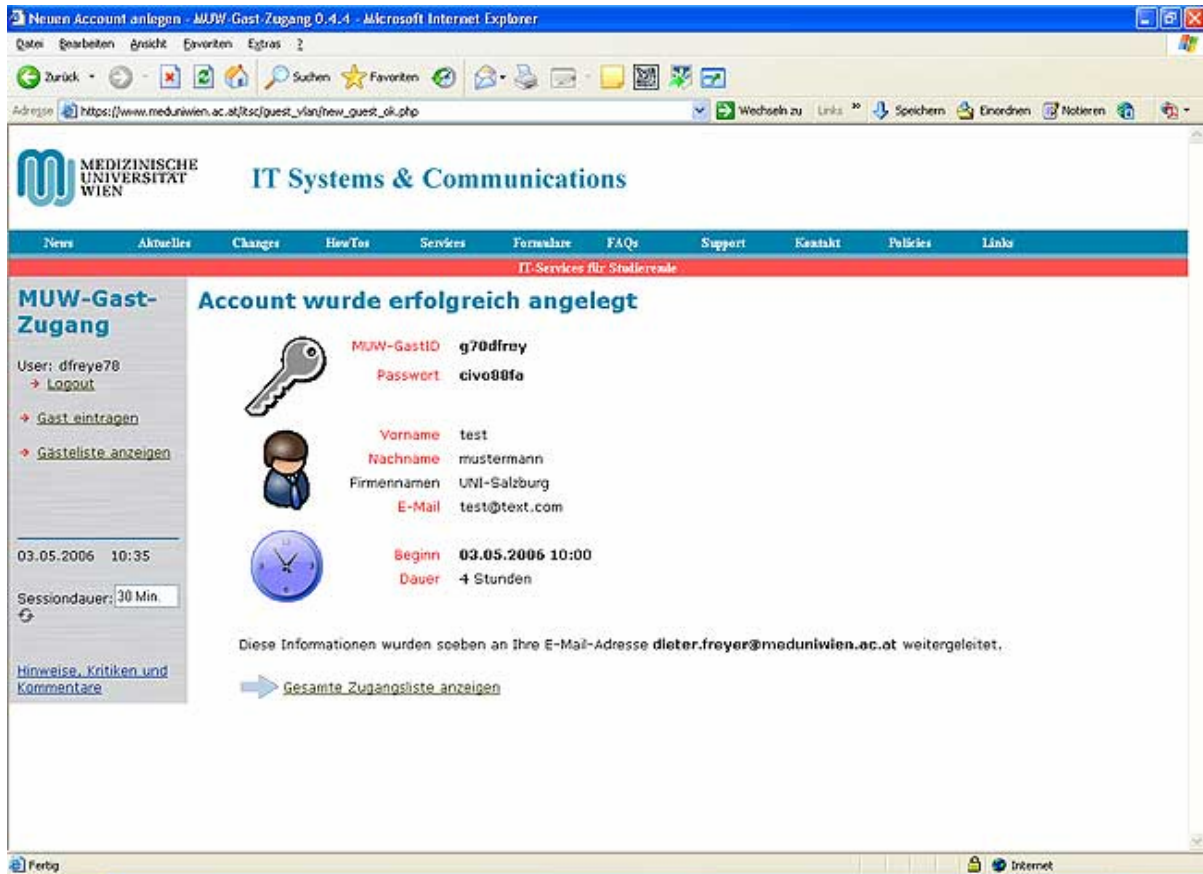 Neuen Account anlegen - MUW-Gast-Zugang 0.4.4 - Microsoft Internet Explorer
Datei Bearbeiten Ansicht Favoriten Extras ?
Zurück Suchen Favoriten
Adresse https://www.meduniwien.ac.at/itsc/guest_vlan/new_guest_ok.php Wechseln zu Links » Speichern Einordnen Notieren
MEDIZINISCHE
UNIVERSITÄT
WIEN
IT Systems & Communications
News Aktuelles Changes HowTos Services Formulare FAQs Support Kontakt Policies Links
IT-Services für Studierende
MUW-Gast-
Zugang
User: dfreye78
Logout
Gast eintragen
Gästeliste anzeigen
03.05.2006 10:35
Sessiondauer: 30 Min.
Hinweise, Kritiken und
Kommentare
Account wurde erfolgreich angelegt
MUW-GastID g70dfrey
Passwort civo88fa
Vorname test
Nachname mustermann
Firmennamen UNI-Salzburg
E-Mail test@text.com
Beginn 03.05.2006 10:00
Dauer 4 Stunden
Diese Informationen wurden soeben an Ihre E-Mail-Adresse dieter.freyer@meduniwien.ac.at weitergeleitet.
Gesamte Zugangsliste anzeigen
Fertig Internet